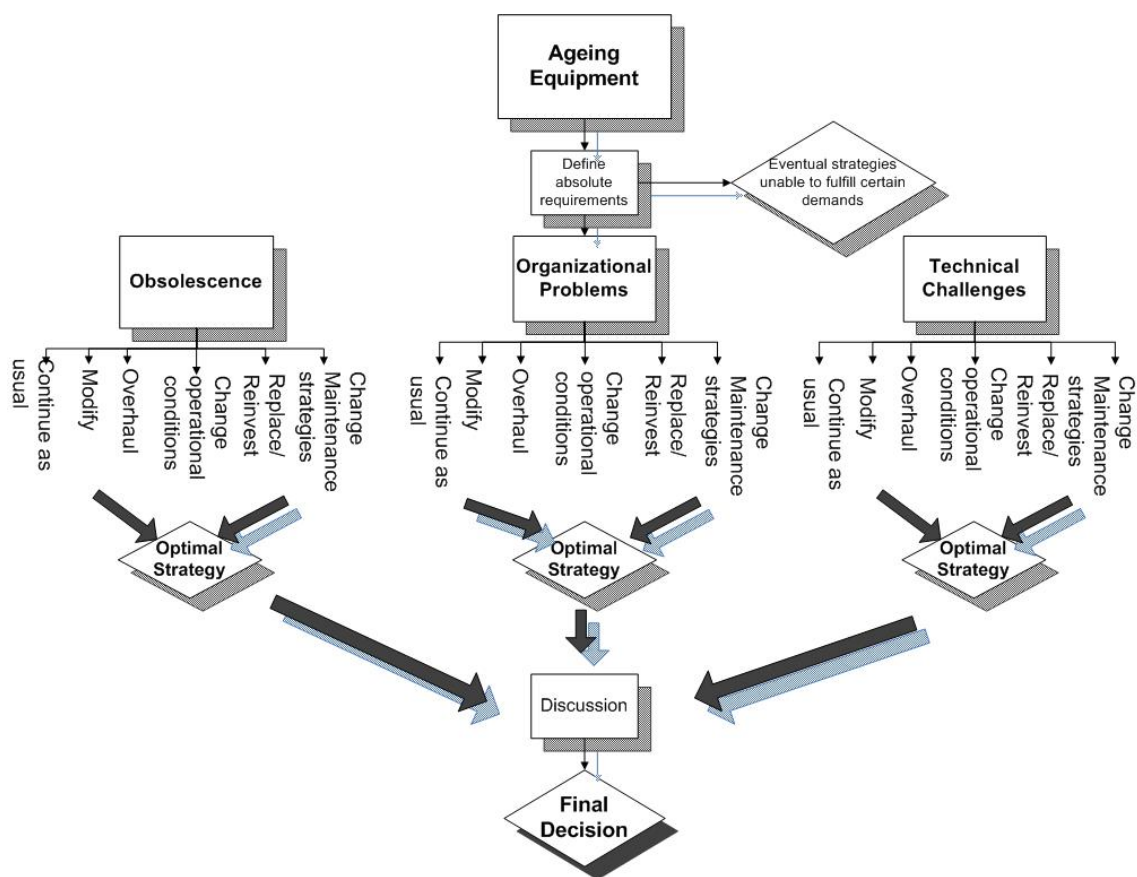 Ageing
Equipment
Define
absolute
requirements
Eventual strategies
unable to fulfill certain
demands
Obsolescence
Organizational
Problems
Technical
Challenges
Continue as
usual
Modify
Overhaul
Change
operational
conditions
Replace/
Reinvest
Change
Maintenance
strategies
Continue as
usual
Modify
Overhaul
Change
operational
conditions
Replace/
Reinvest
Change
Maintenance
strategies
Continue as
usual
Modify
Overhaul
Change
operational
conditions
Replace/
Reinvest
Change
Maintenance
strategies
Optimal
Strategy
Optimal
Strategy
Optimal
Strategy
Discussion
Final
Decision